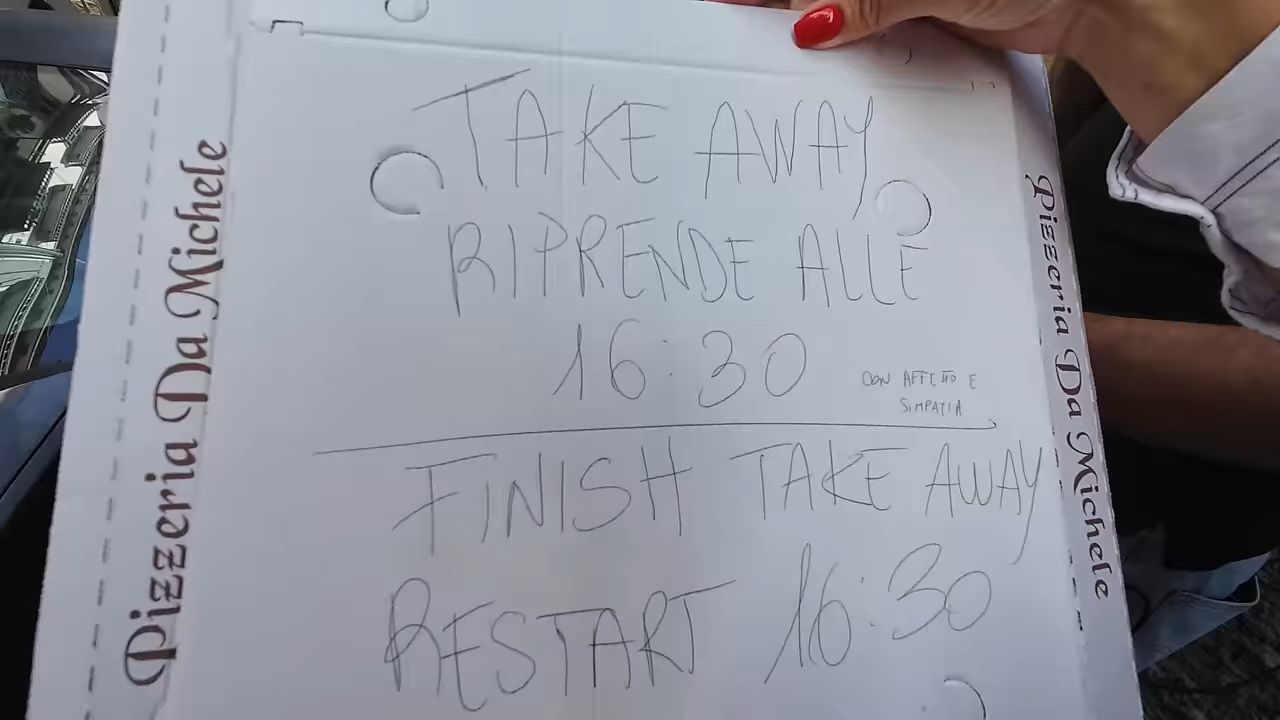 TAKE AWAY
RIPRENDE ALLE
16:30
CON AFFETTO E
SIMPATIA
FINISH TAKE AWAY
RESTART 16:30
Pizzeria Da Michele
Pizzeria Da Michele